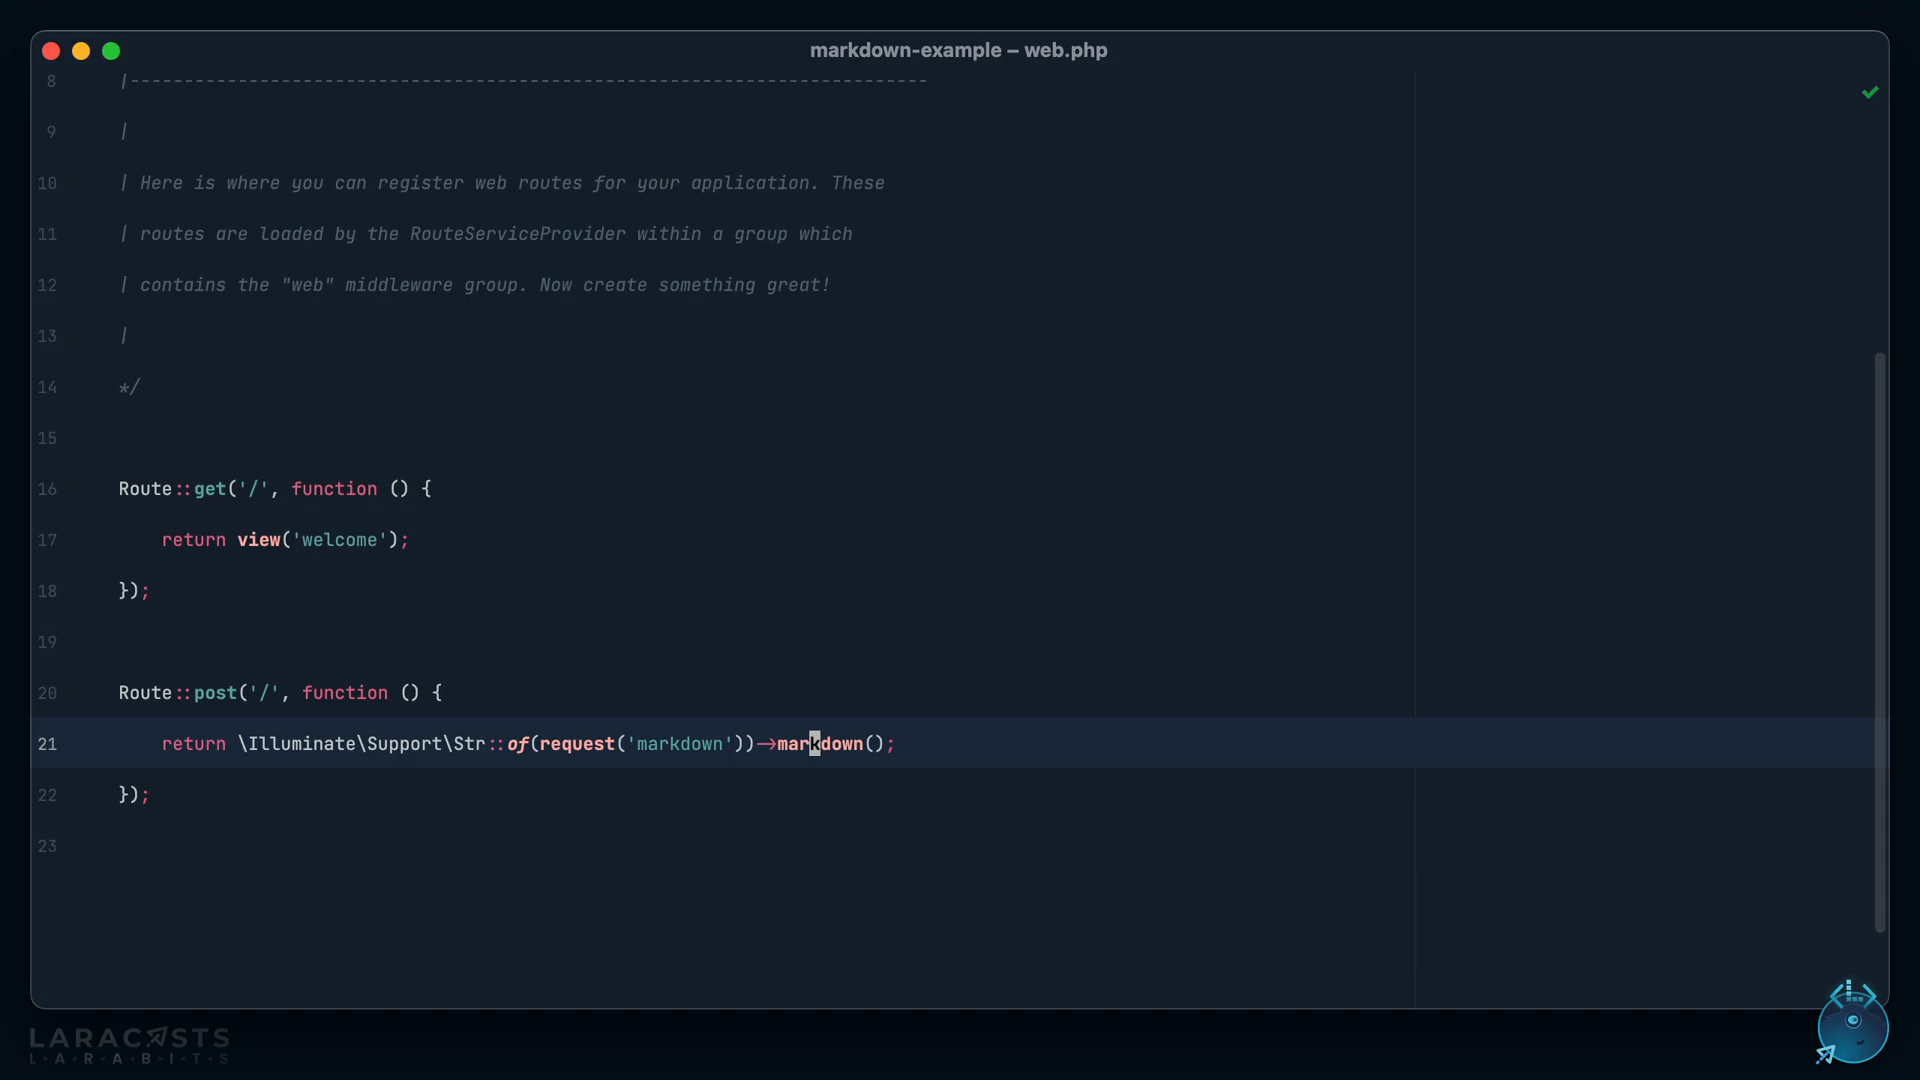 markdown-example – web.php
8 |--------------------------------------------------------------------------
9 |
10 | Here is where you can register web routes for your application. These
11 | routes are loaded by the RouteServiceProvider within a group which
12 | contains the "web" middleware group. Now create something great!
13 |
14 */
15
16 Route::get('/', function () {
17     return view('welcome');
18 });
19
20 Route::post('/', function () {
21     return \Illuminate\Support\Str::of(request('markdown'))->markdown();
22 });
23
LARACASTS
L·A·R·A·B·I·T·S